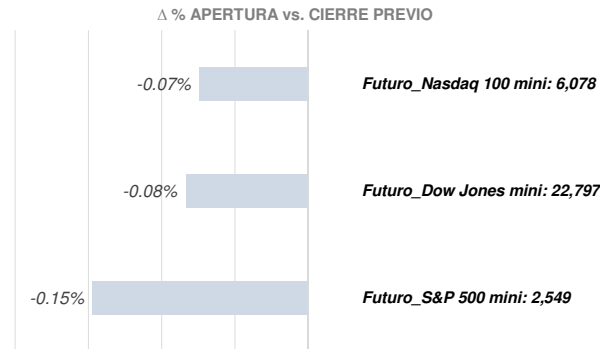 Δ % APERTURA vs. CIERRE PREVIO
-0.07% Futuro_Nasdaq 100 mini: 6,078
-0.08% Futuro_Dow Jones mini: 22,797
-0.15% Futuro_S&P 500 mini: 2,549